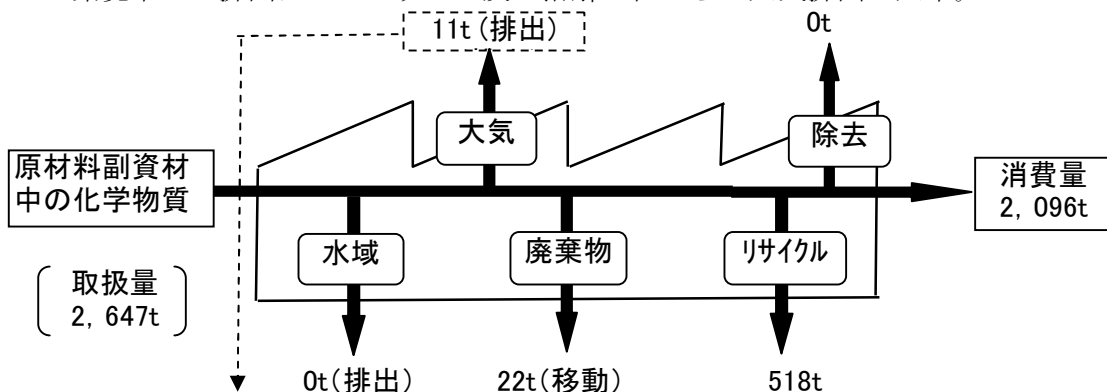 11t(排出)
0t
大気
除去
原材料副資材
中の化学物質
消費量
2,096t
水域
廃棄物
リサイクル
取扱量
2,647t
0t(排出)
22t(移動)
518t